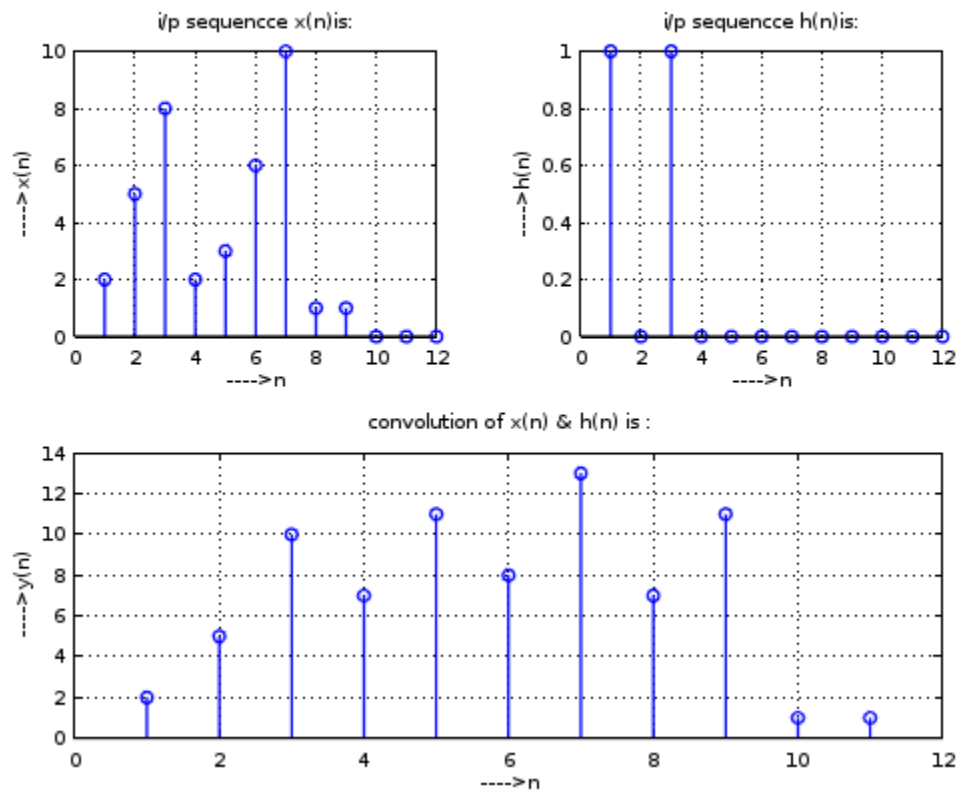 i/p sequencce x(n)is:
10
8
6
4
2
0
0 2 4 6 8 10 12
---->x(n)
---->n
i/p sequencce h(n)is:
1
0.8
0.6
0.4
0.2
0
0 2 4 6 8 10 12
---->h(n)
---->n
convolution of x(n) & h(n) is :
14
12
10
8
6
4
2
0
0 2 4 6 8 10 12
---->y(n)
---->n